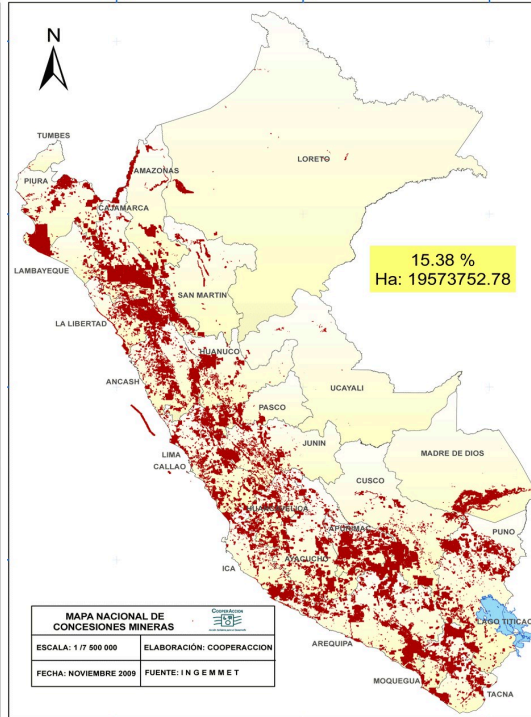 N
TUMBES
LORETO
AMAZONAS
PIURA
CAJAMARCA
15.38 %
Ha: 19573752.78
LAMBAYEQUE
SAN MARTIN
LA LIBERTAD
HUANUCO
ANCASH
UCAYALI
PASCO
JUNIN
LIMA
MADRE DE DIOS
CALLAO
CUSCO
HUANCAVELICA
APURIMAC
PUNO
AYACUCHO
ICA
LAGO TITICAC
AREQUIPA
MOQUEGUA
TACNA
MAPA NACIONAL DE
CONCESIONES MINERAS
COOPERACCION
ESCALA: 1 /7 500 000
ELABORACIÓN: COOPERACCION
FECHA: NOVIEMBRE 2009
FUENTE: I N G E M M E T